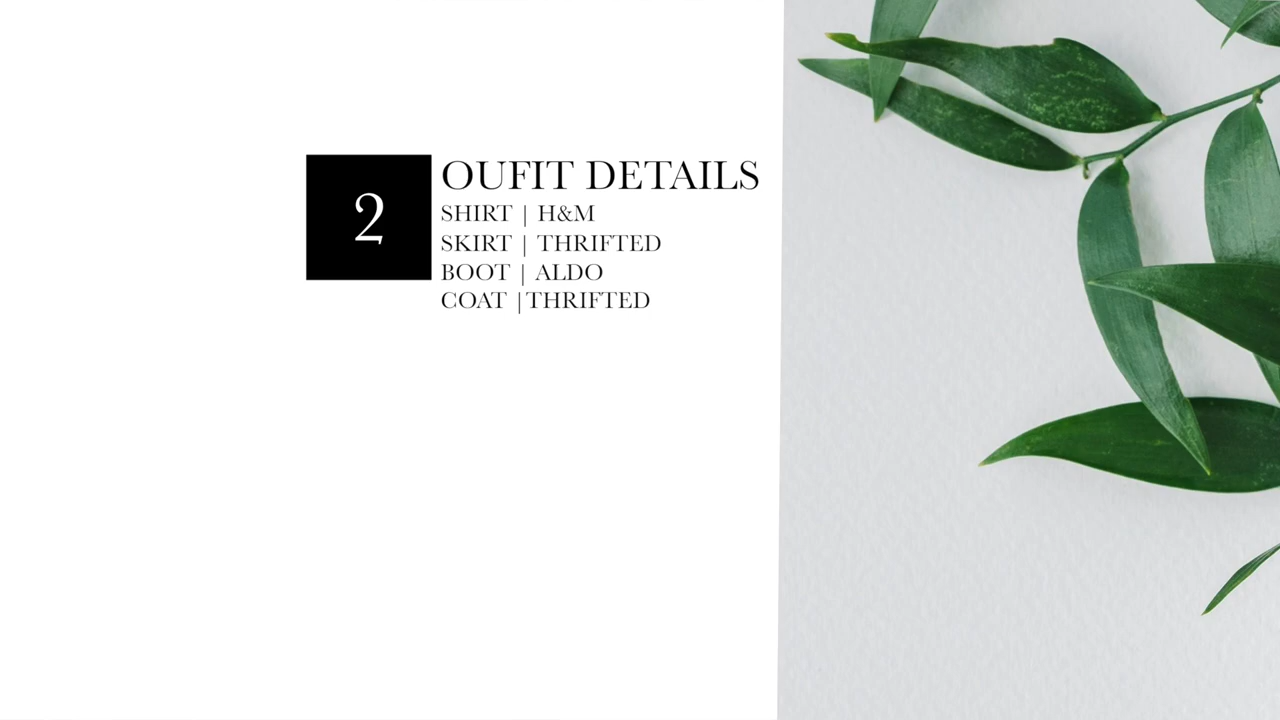 2
OUFIT DETAILS
SHIRT | H&M
SKIRT | THRIFTED
BOOT | ALDO
COAT |THRIFTED